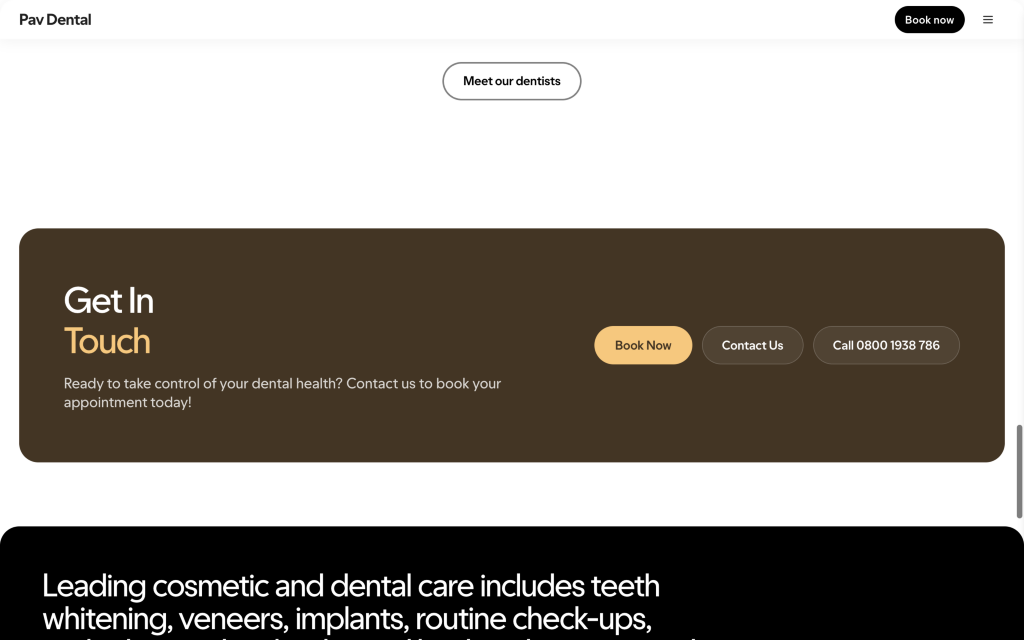 Pav Dental
Book now
Meet our dentists
Get In
Touch
Ready to take control of your dental health? Contact us to book your
appointment today!
Book Now
Contact Us
Call 0800 1938 786
Leading cosmetic and dental care includes teeth
whitening, veneers, implants, routine check-ups,